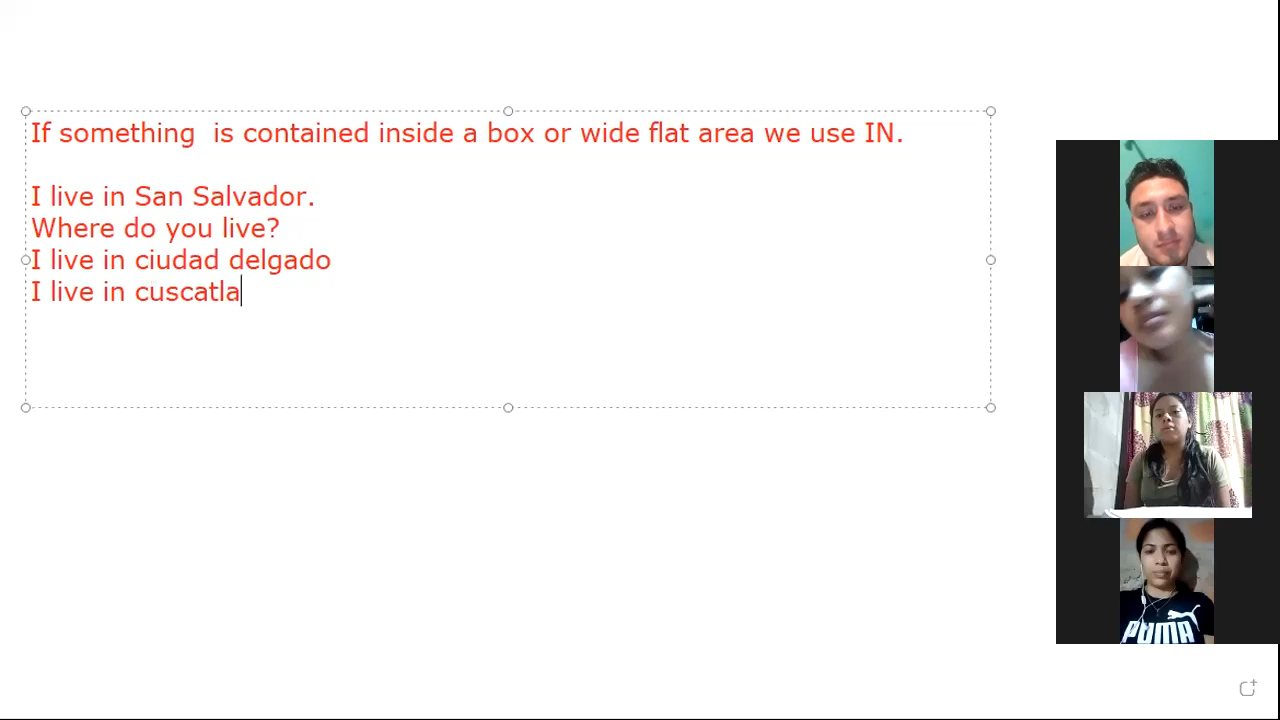 If something  is contained inside a box or wide flat area we use IN.
I live in San Salvador.
Where do you live?
I live in ciudad delgado
I live in cuscatla
PUMA